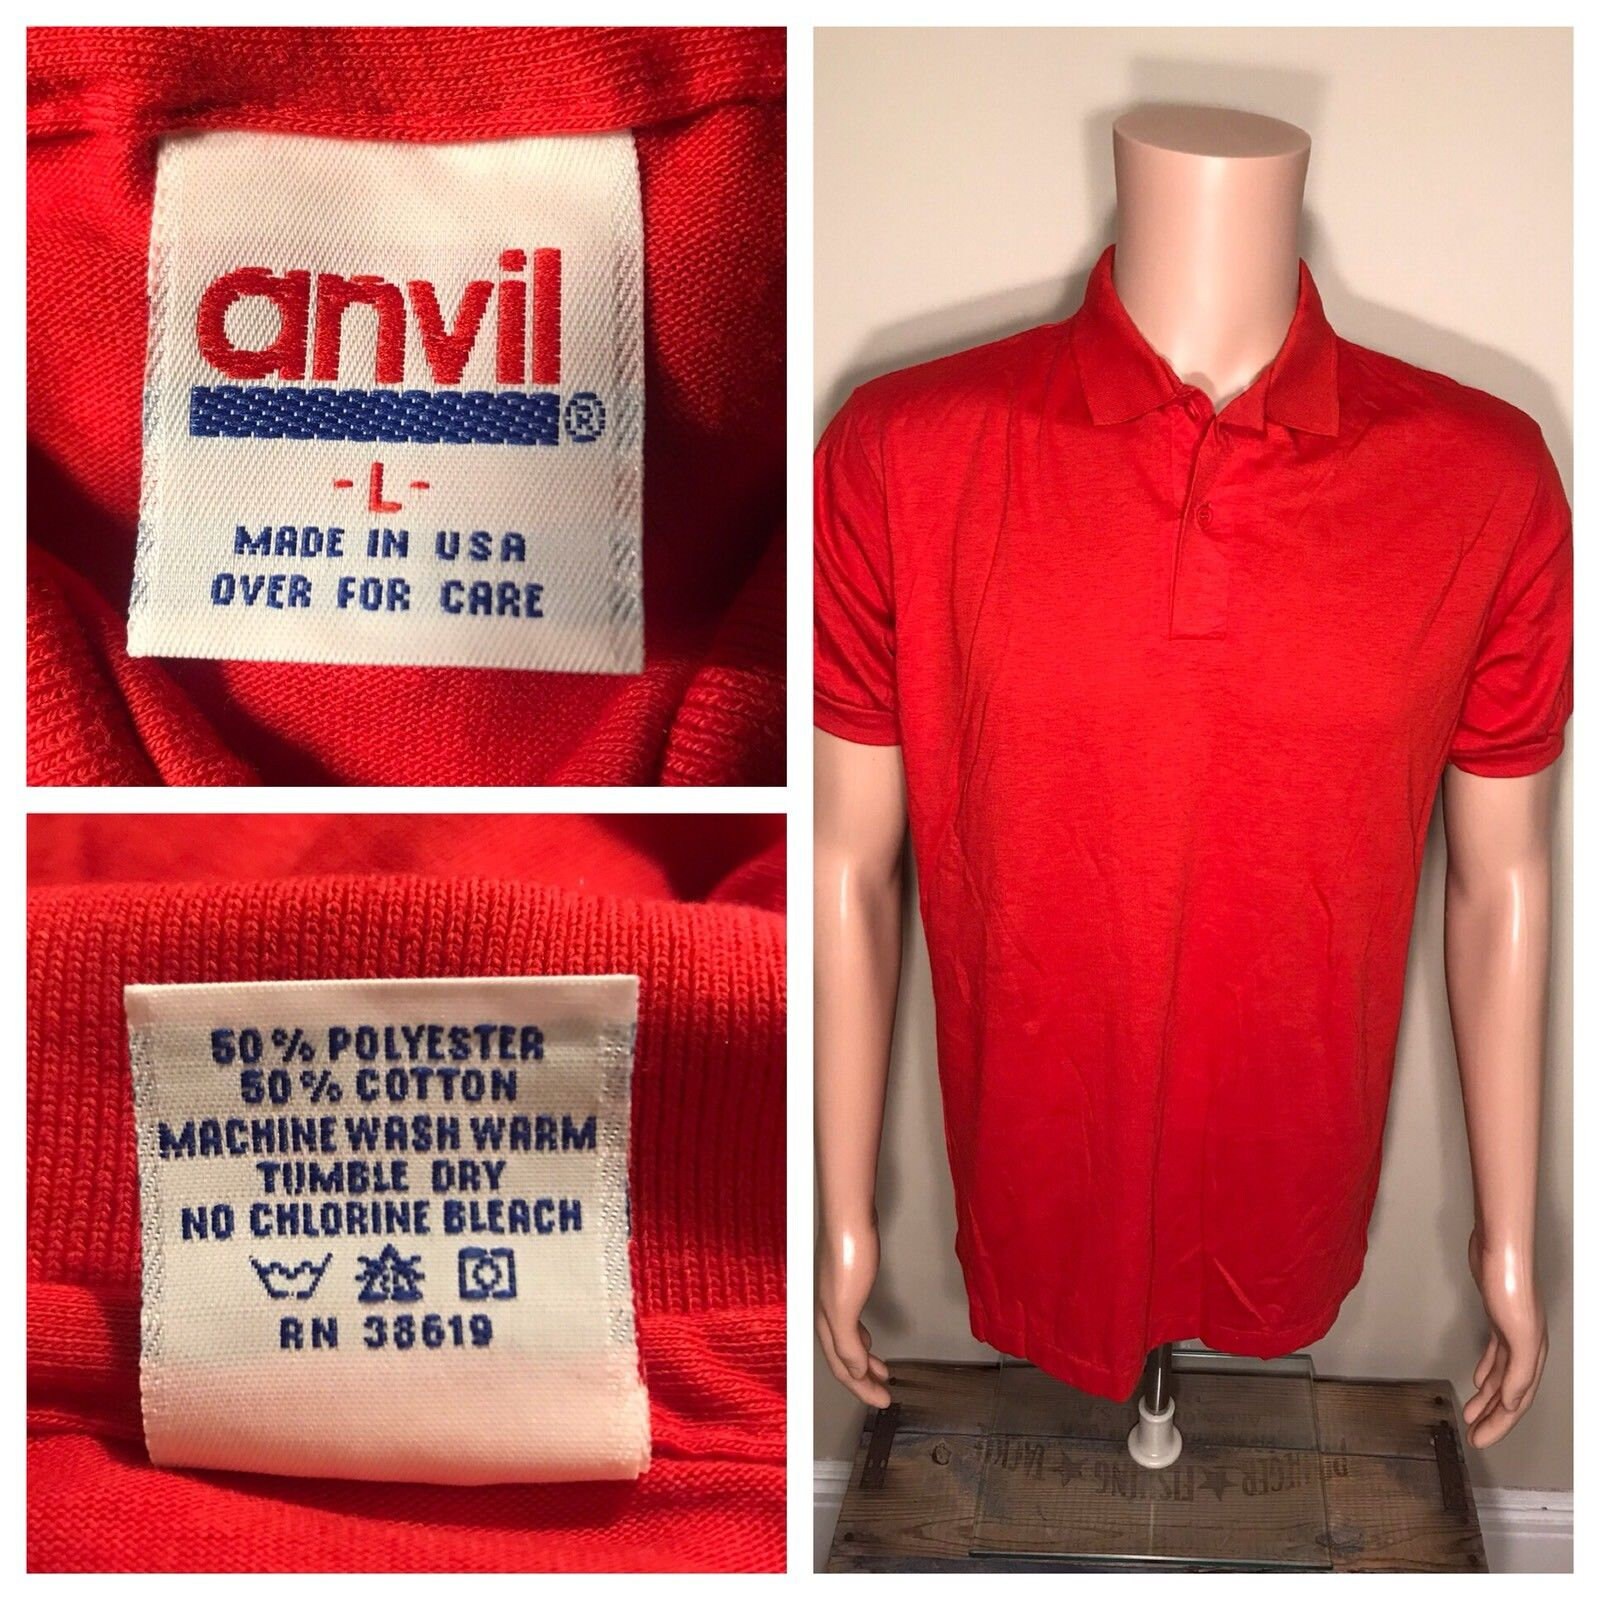 anvil®
-L-
MADE IN USA
OVER FOR CARE
50% POLYESTER
50% COTTON
MACHINE WASH WARM
TUMBLE DRY
NO CHLORINE BLEACH
RN 38619
FISHING